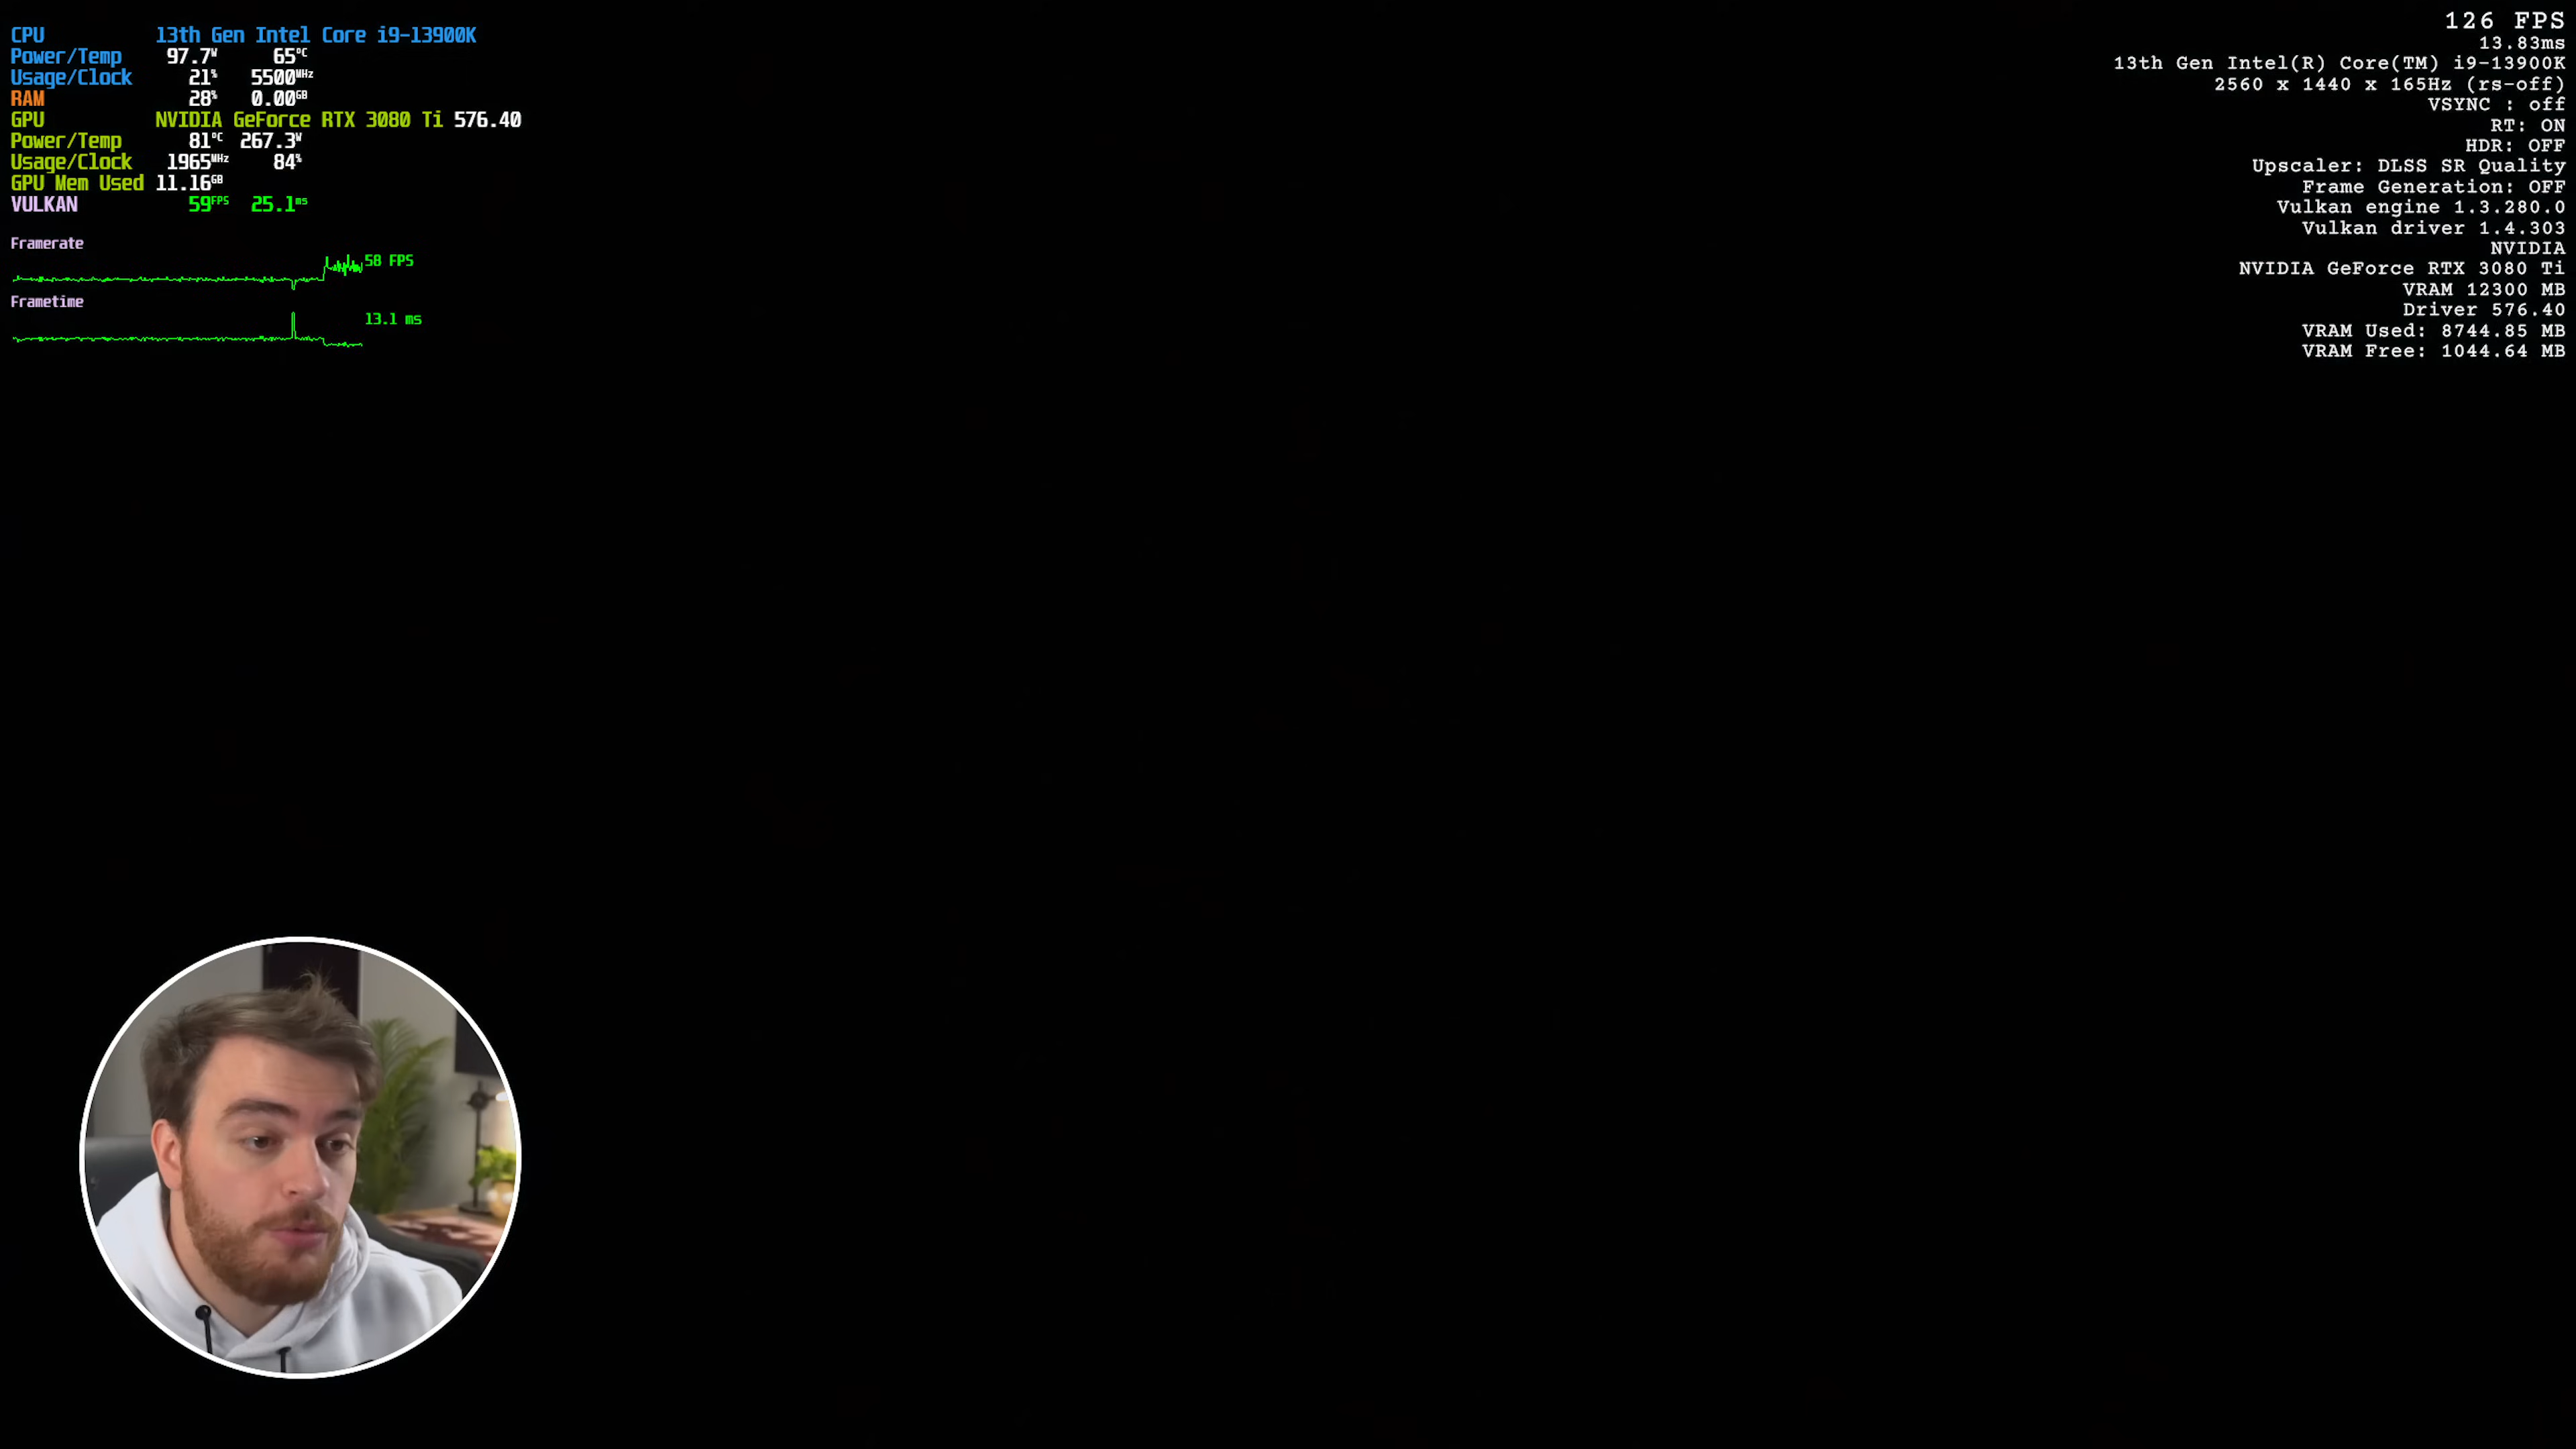 CPU 13th Gen Intel Core i9-13900K
Power/Temp 97.7W 65°C
Usage/Clock 21% 5500MHz
RAM 28% 0.00GB
GPU NVIDIA GeForce RTX 3080 Ti 576.40
Power/Temp 81°C 267.3W
Usage/Clock 1965MHz 84%
GPU Mem Used 11.16GB
VULKAN 59FPS 25.1ms
Framerate
58 FPS
Frametime
13.1 ms
126 FPS
13.83ms
13th Gen Intel(R) Core(TM) i9-13900K
2560 x 1440 x 165Hz (rs-off)
VSYNC : off
RT: ON
HDR: OFF
Upscaler: DLSS SR Quality
Frame Generation: OFF
Vulkan engine 1.3.280.0
Vulkan driver 1.4.303
NVIDIA
NVIDIA GeForce RTX 3080 Ti
VRAM 12300 MB
Driver 576.40
VRAM Used: 8744.85 MB
VRAM Free: 1044.64 MB